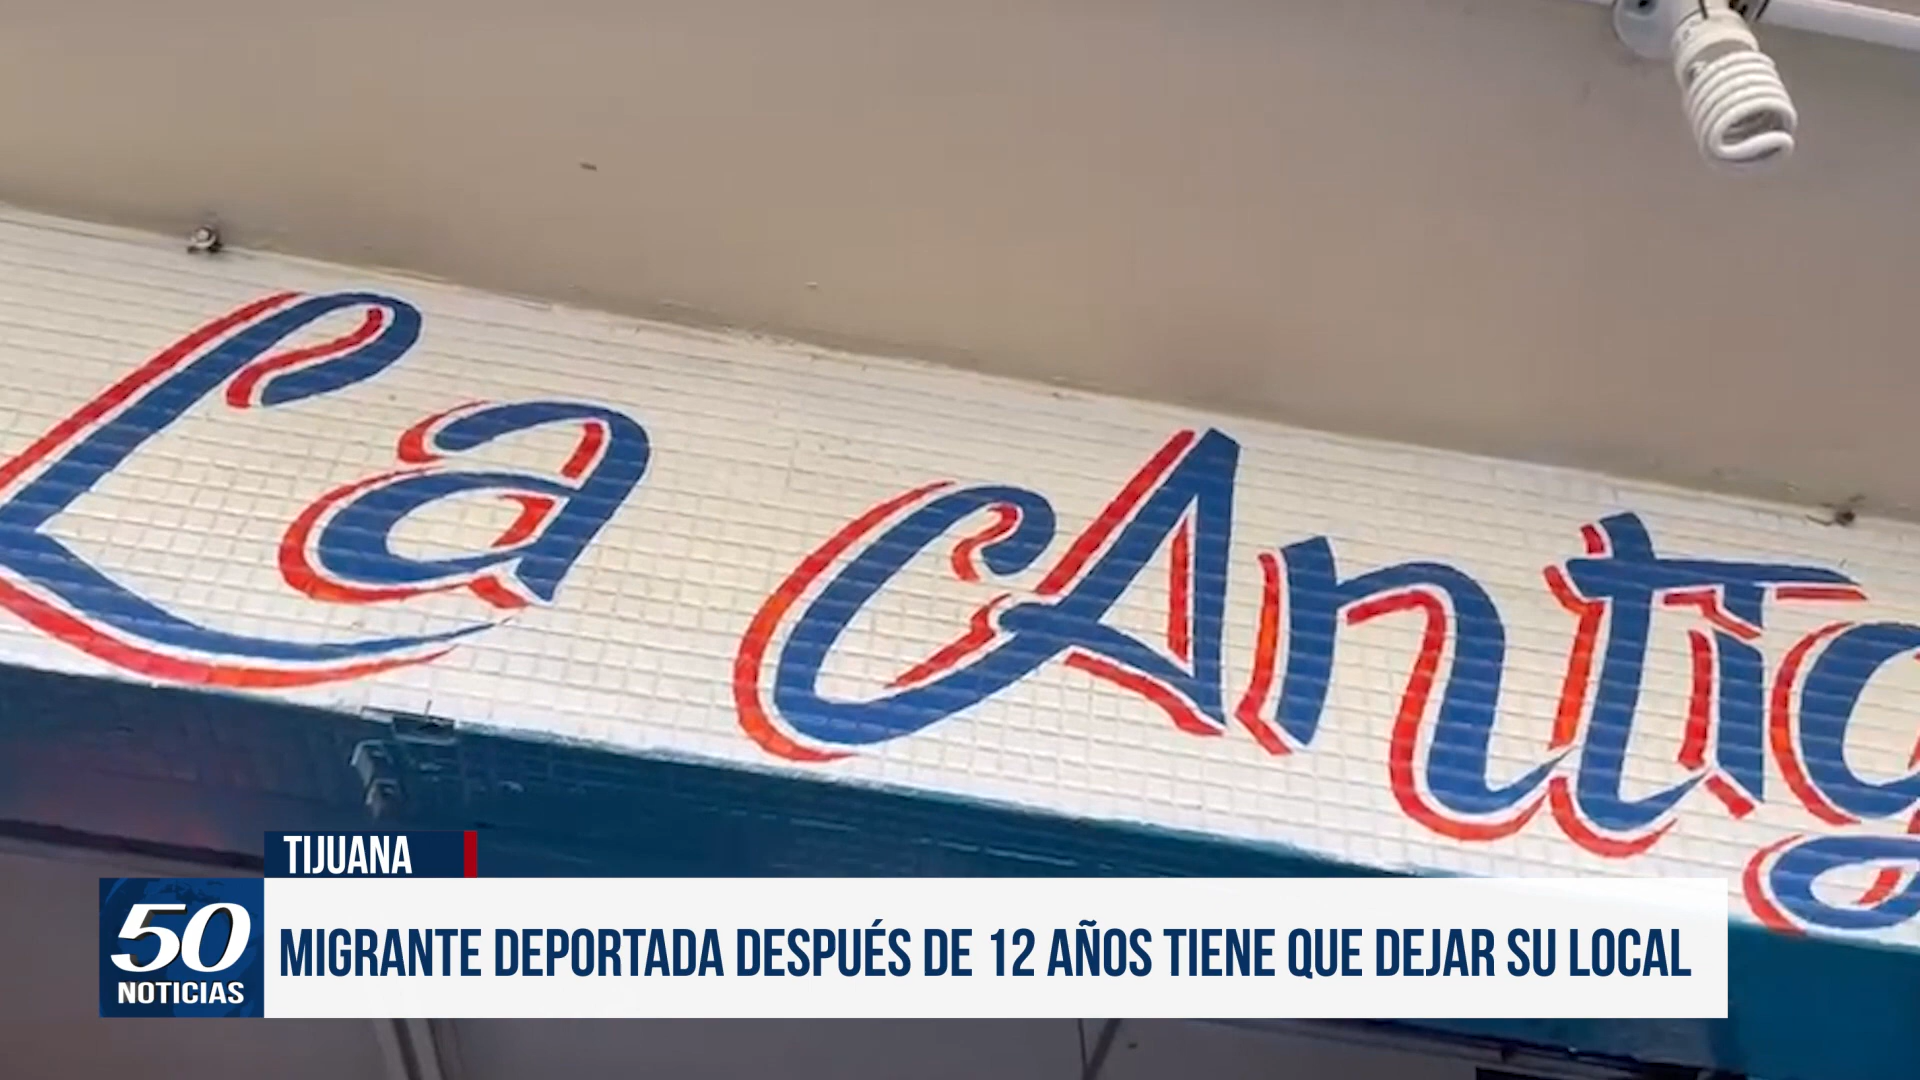 La Antig
TIJUANA
50
NOTICIAS
MIGRANTE DEPORTADA DESPUÉS DE 12 AÑOS TIENE QUE DEJAR SU LOCAL